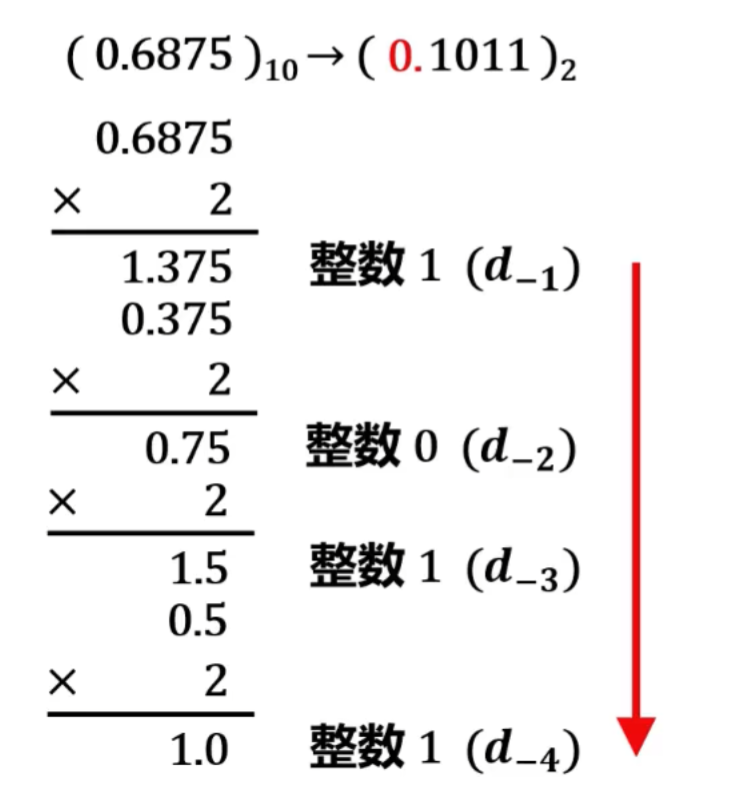 (0.6875)₁₀→(0.1011)₂
0.6875
× 2
1.375 整数 1 (d₋₁)
0.375
× 2
0.75 整数 0 (d₋₂)
× 2
1.5 整数 1 (d₋₃)
0.5
× 2
1.0 整数 1 (d₋₄)